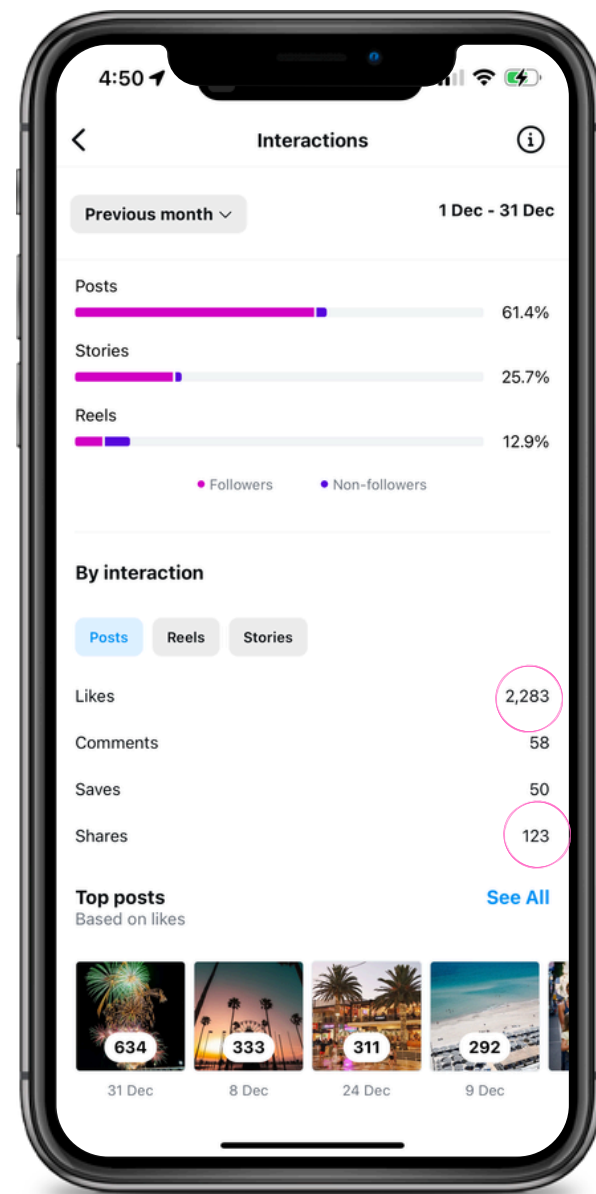 4:50
Interactions
Previous month
1 Dec - 31 Dec
Posts
61.4%
Stories
25.7%
Reels
12.9%
Followers Non-followers
By interaction
Posts Reels Stories
Likes 2,283
Comments 58
Saves 50
Shares 123
Top posts See All
Based on likes
634 333 311 292
31 Dec 8 Dec 24 Dec 9 Dec